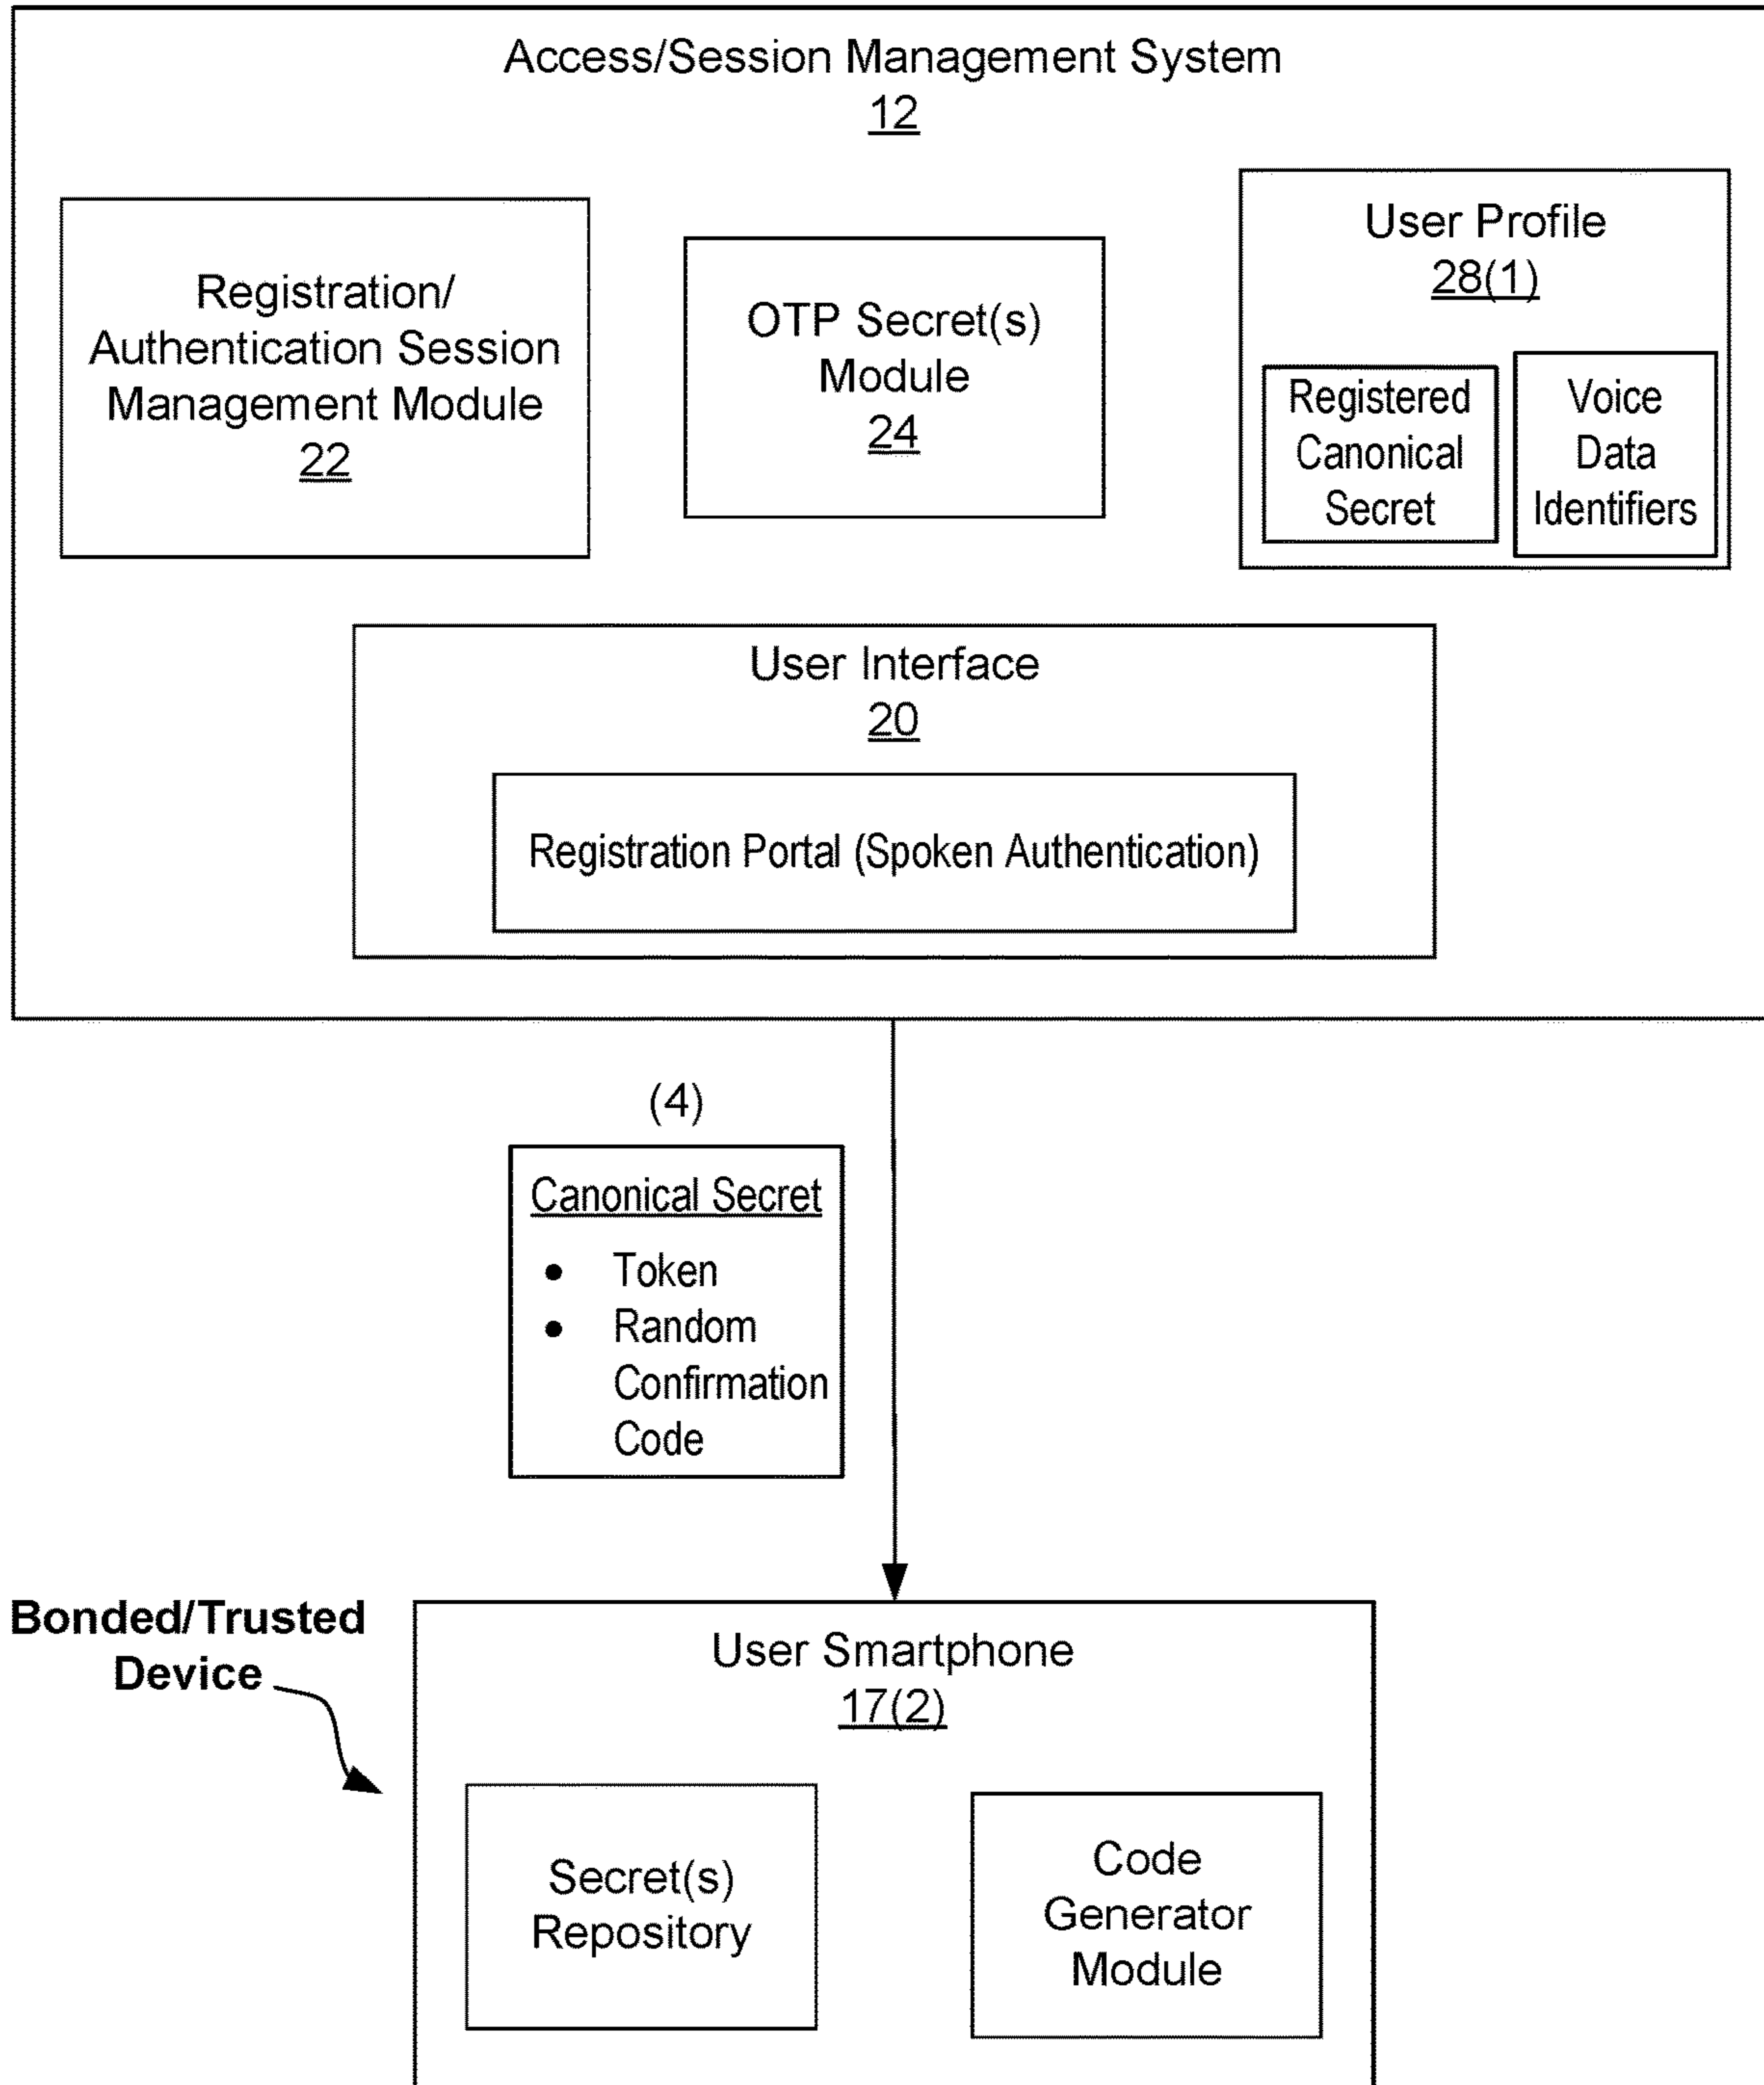 Access/Session Management System
12
Registration/
Authentication Session
Management Module
22
OTP Secret(s)
Module
24
User Profile
28(1)
Registered
Canonical
Secret
Voice
Data
Identifiers
User Interface
20
Registration Portal (Spoken Authentication)
(4)
Canonical Secret
• Token
• Random
Confirmation
Code
Bonded/Trusted
Device
User Smartphone
17(2)
Secret(s)
Repository
Code
Generator
Module